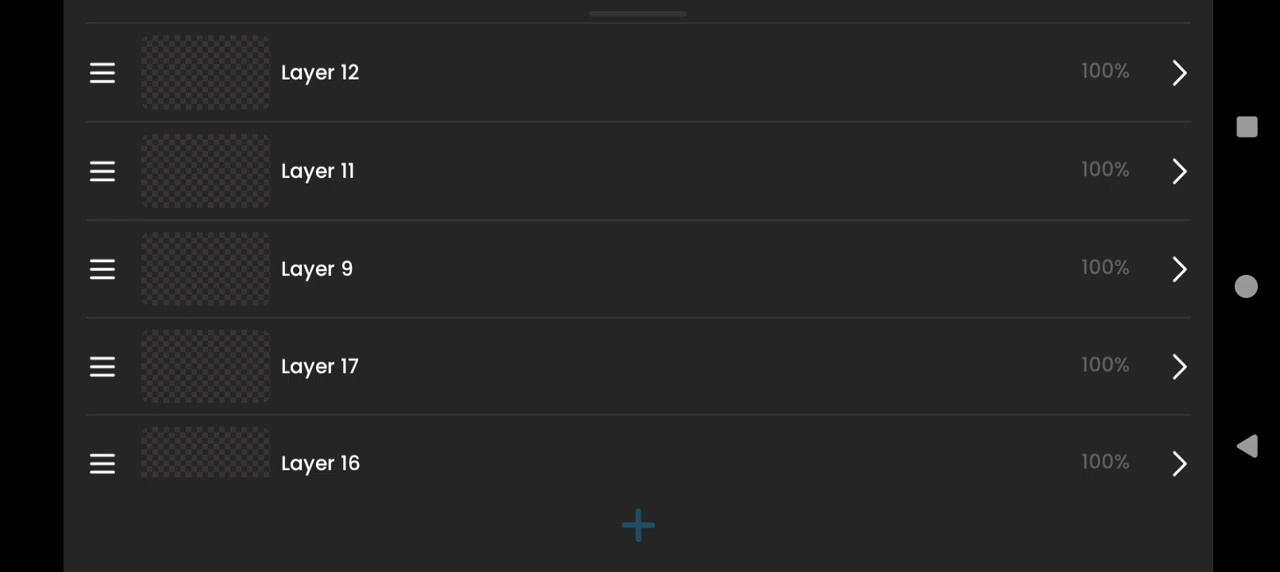 Layer 12 100%
Layer 11 100%
Layer 9 100%
Layer 17 100%
Layer 16 100%